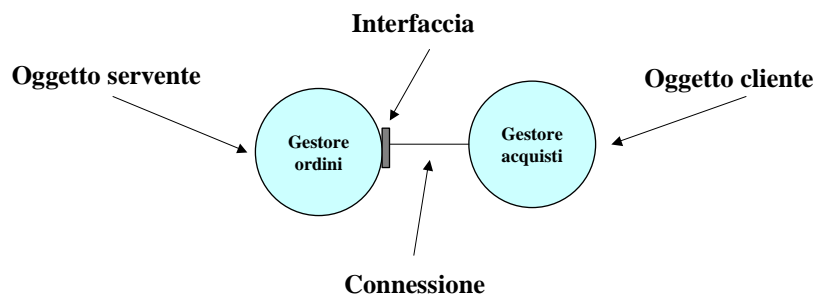 Interfaccia
Oggetto servente
Oggetto cliente
Gestore
ordini
Gestore
acquisti
Connessione